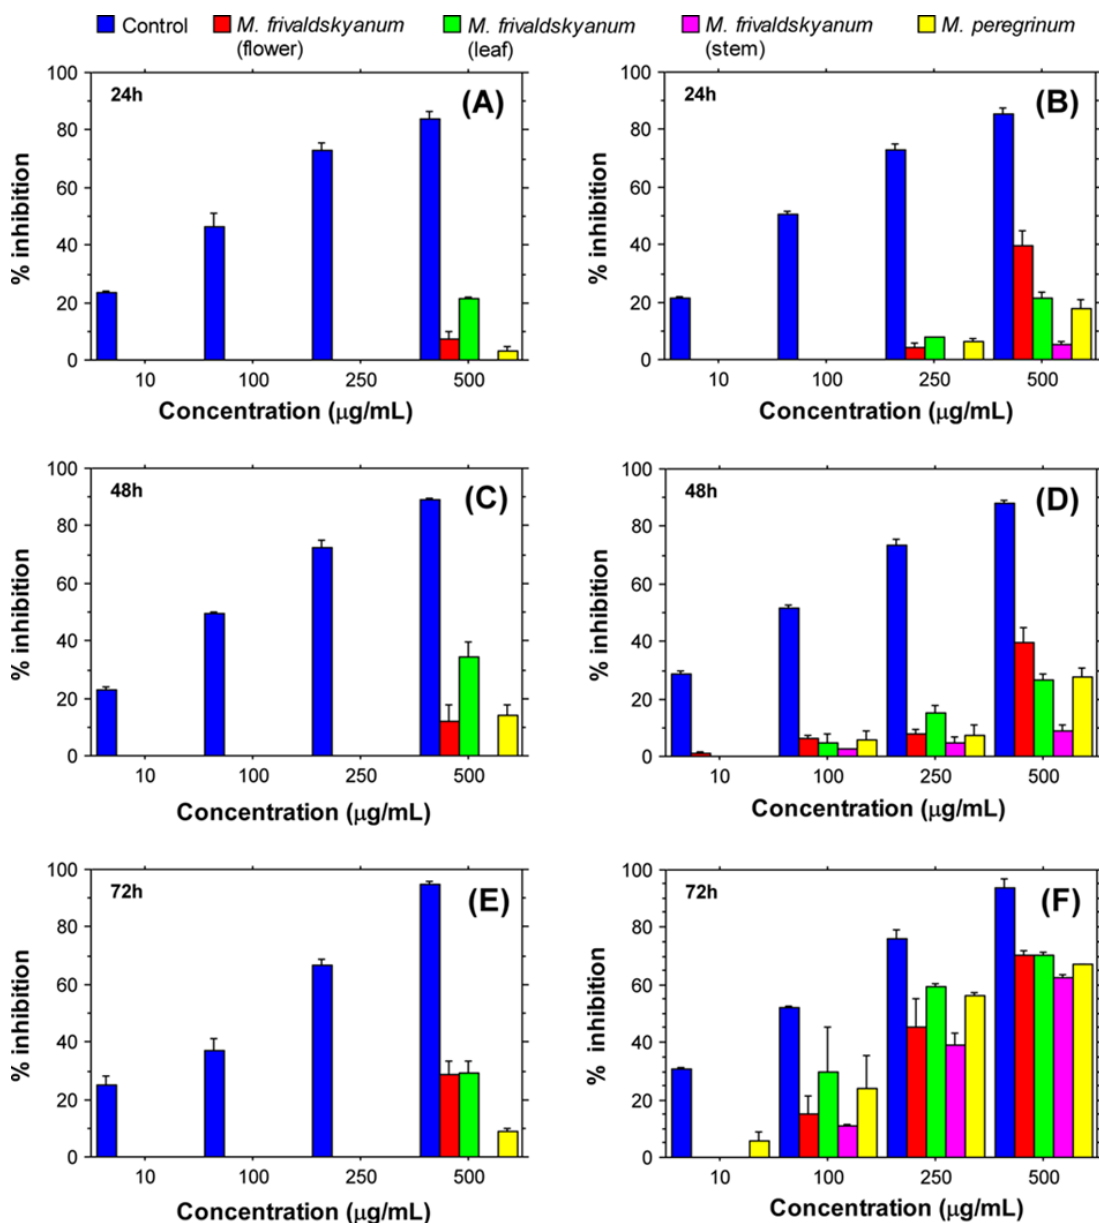 Control
M. frivaldskyanum
(flower)
M. frivaldskyanum
(leaf)
M. frivaldskyanum
(stem)
M. peregrinum
24h
(A)
% inhibition
100
80
60
40
20
0
10 100 250 500
Concentration (μg/mL)
24h
(B)
% inhibition
100
80
60
40
20
0
10 100 250 500
Concentration (μg/mL)
48h
(C)
% inhibition
100
80
60
40
20
0
10 100 250 500
Concentration (μg/mL)
48h
(D)
% inhibition
100
80
60
40
20
0
10 100 250 500
Concentration (μg/mL)
72h
(E)
% inhibition
100
80
60
40
20
0
10 100 250 500
Concentration (μg/mL)
72h
(F)
% inhibition
100
80
60
40
20
0
10 100 250 500
Concentration (μg/mL)